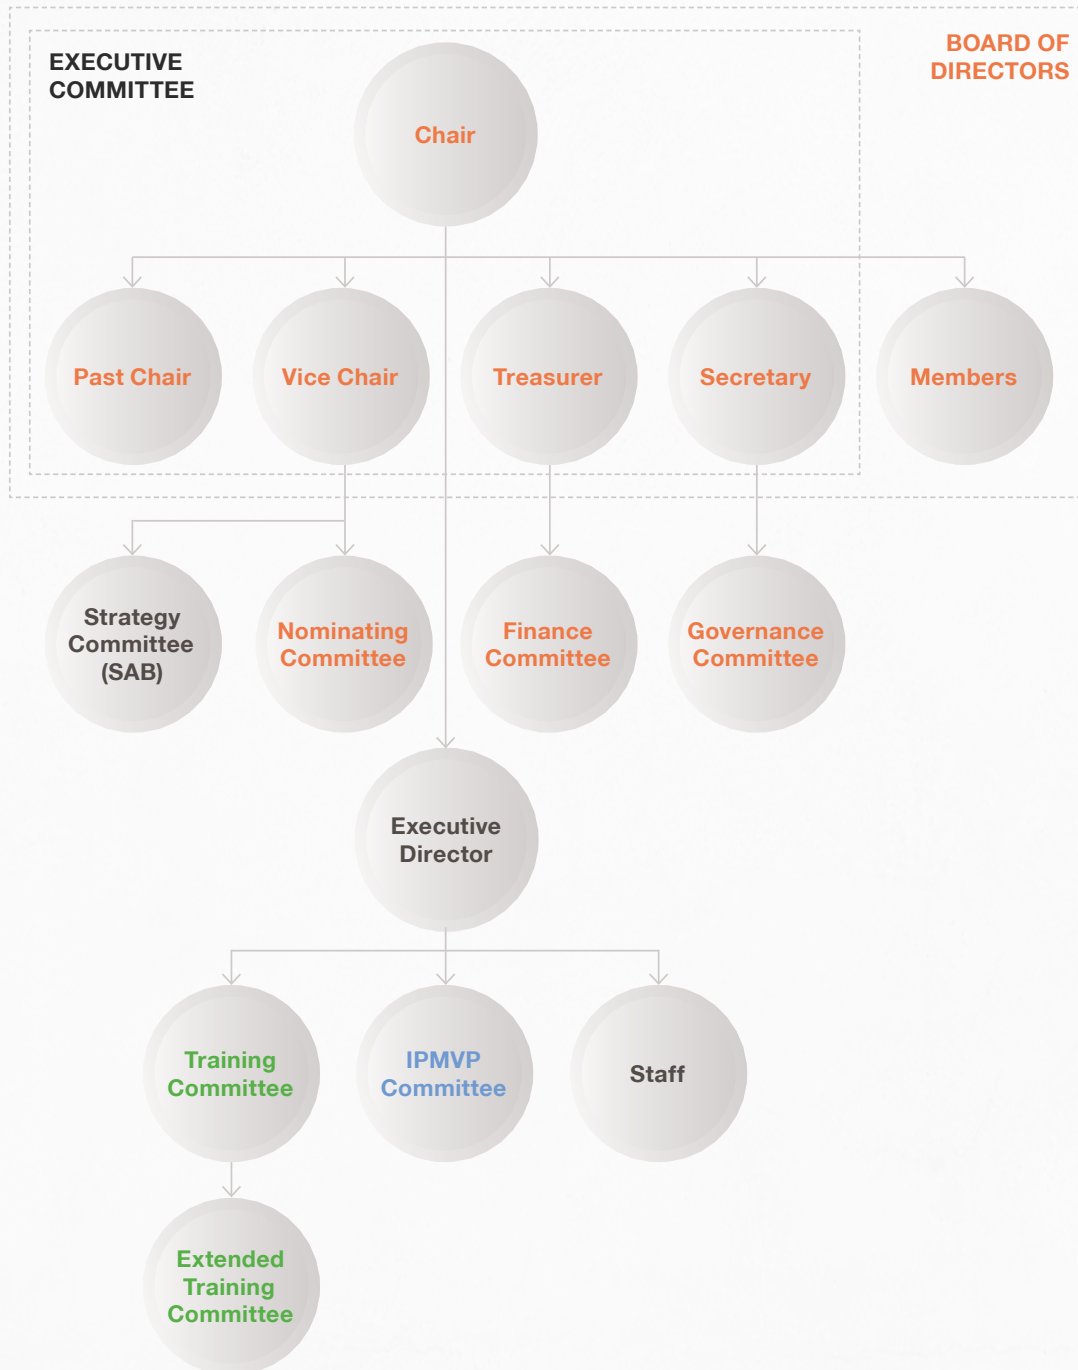 EXECUTIVE
COMMITTEE
BOARD OF
DIRECTORS
Chair
Past Chair
Vice Chair
Treasurer
Secretary
Members
Strategy
Committee
(SAB)
Nominating
Committee
Finance
Committee
Governance
Committee
Executive
Director
Training
Committee
IPMVP
Committee
Staff
Extended
Training
Committee